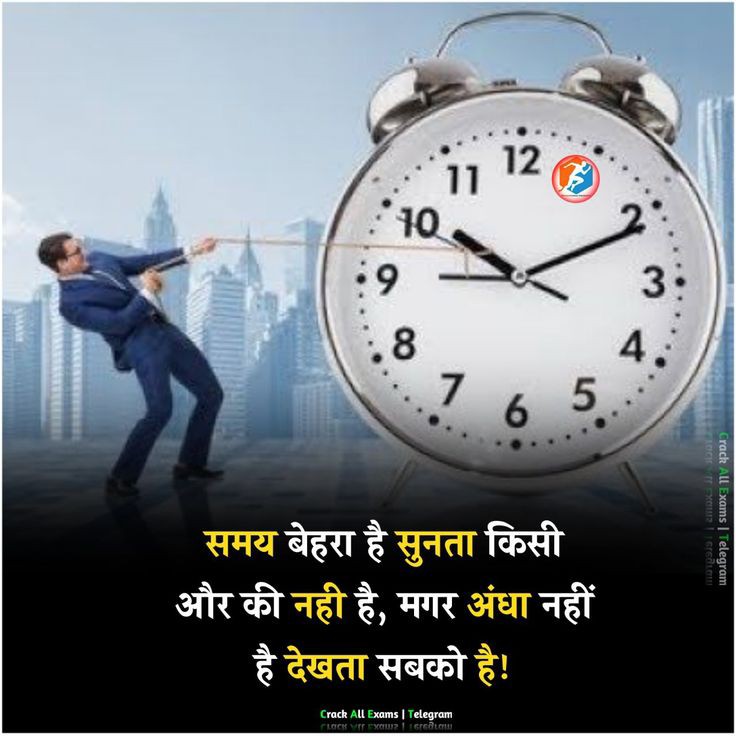 12
11
10
2
9
3
8
4
7
5
6
समय बेहरा है सुनता किसी
और की नही है, मगर अंधा नहीं
है देखता सबको है!
Crack All Exams | Telegram
Crack All Exams | Telegram